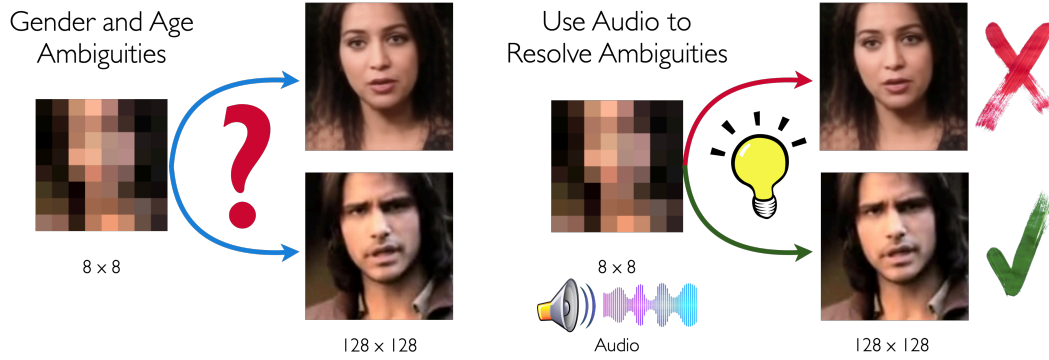 Gender and Age
Ambiguities
?
8 x 8
128 x 128
Use Audio to
Resolve Ambiguities
8 x 8
Audio
128 x 128